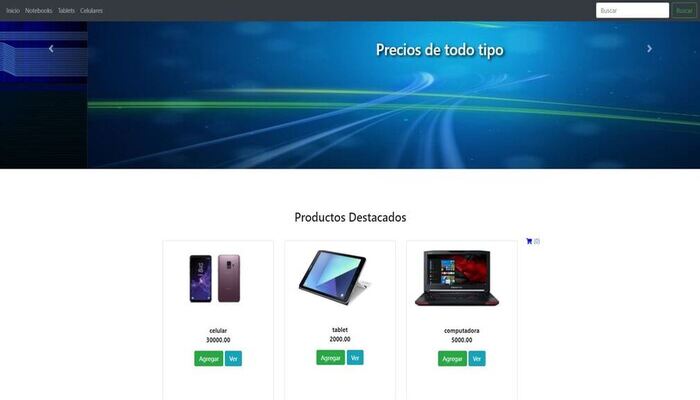 Inicio Notebooks Tablets Celulares Buscar Buscar
Precios de todo tipo
Productos Destacados
(0)
celular
30000.00
Agregar Ver
tablet
2000.00
Agregar Ver
computadora
5000.00
Agregar Ver